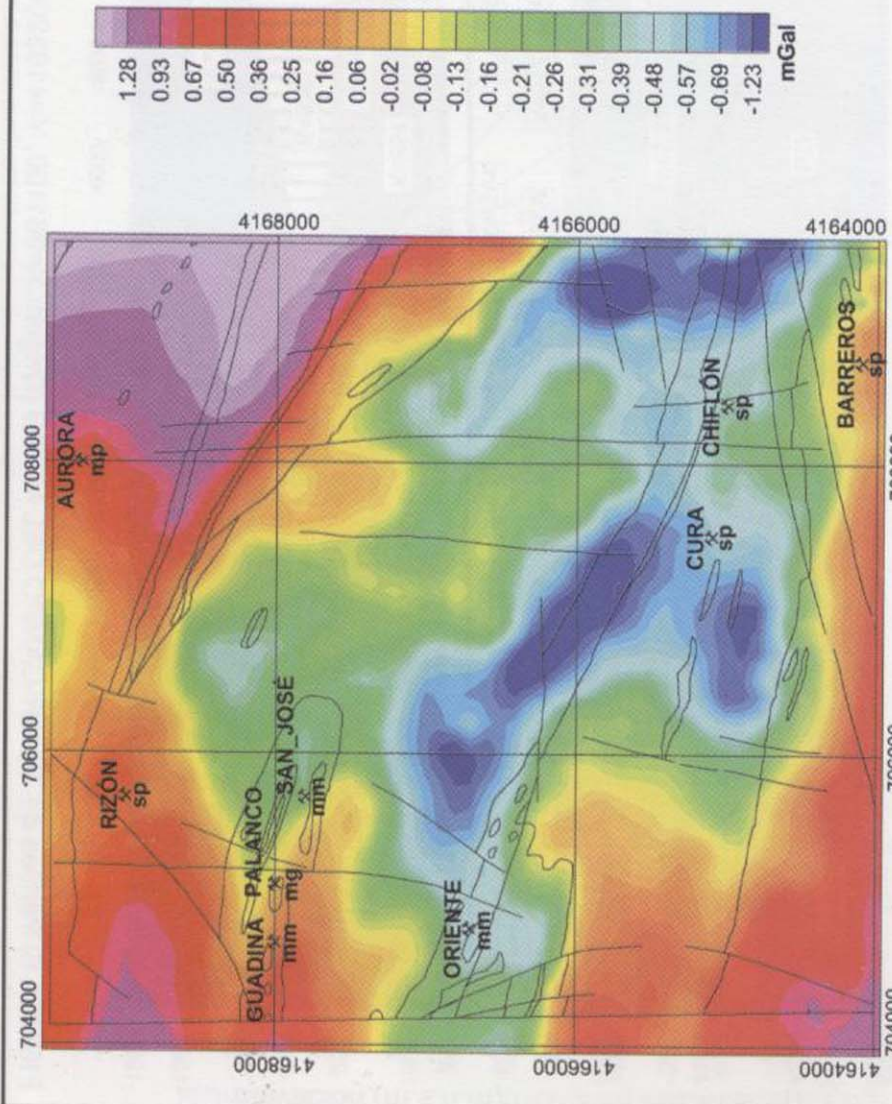 704000
706000
708000
AURORA
mp
RIZÓN
sp
GUADINA
mm
PALANCO
mg
SAN_JOSÉ
mm
ORIENTE
mm
CURA
sp
CHIFLÓN
sp
BARREROS
sp
4168000
4166000
4164000
4168000
4166000
4164000
1.28
0.93
0.67
0.50
0.36
0.25
0.16
0.06
-0.02
-0.08
-0.13
-0.16
-0.21
-0.26
-0.31
-0.39
-0.48
-0.57
-0.69
-1.23
mGal